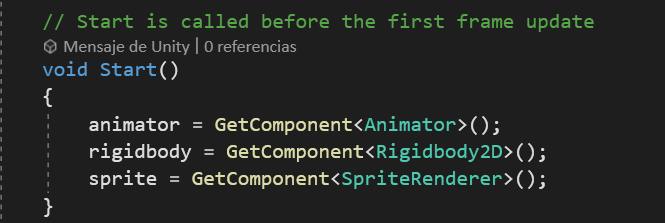 // Start is called before the first frame update
Mensaje de Unity | 0 referencias
void Start()
{
animator = GetComponent<Animator>();
rigidbody = GetComponent<Rigidbody2D>();
sprite = GetComponent<SpriteRenderer>();
}